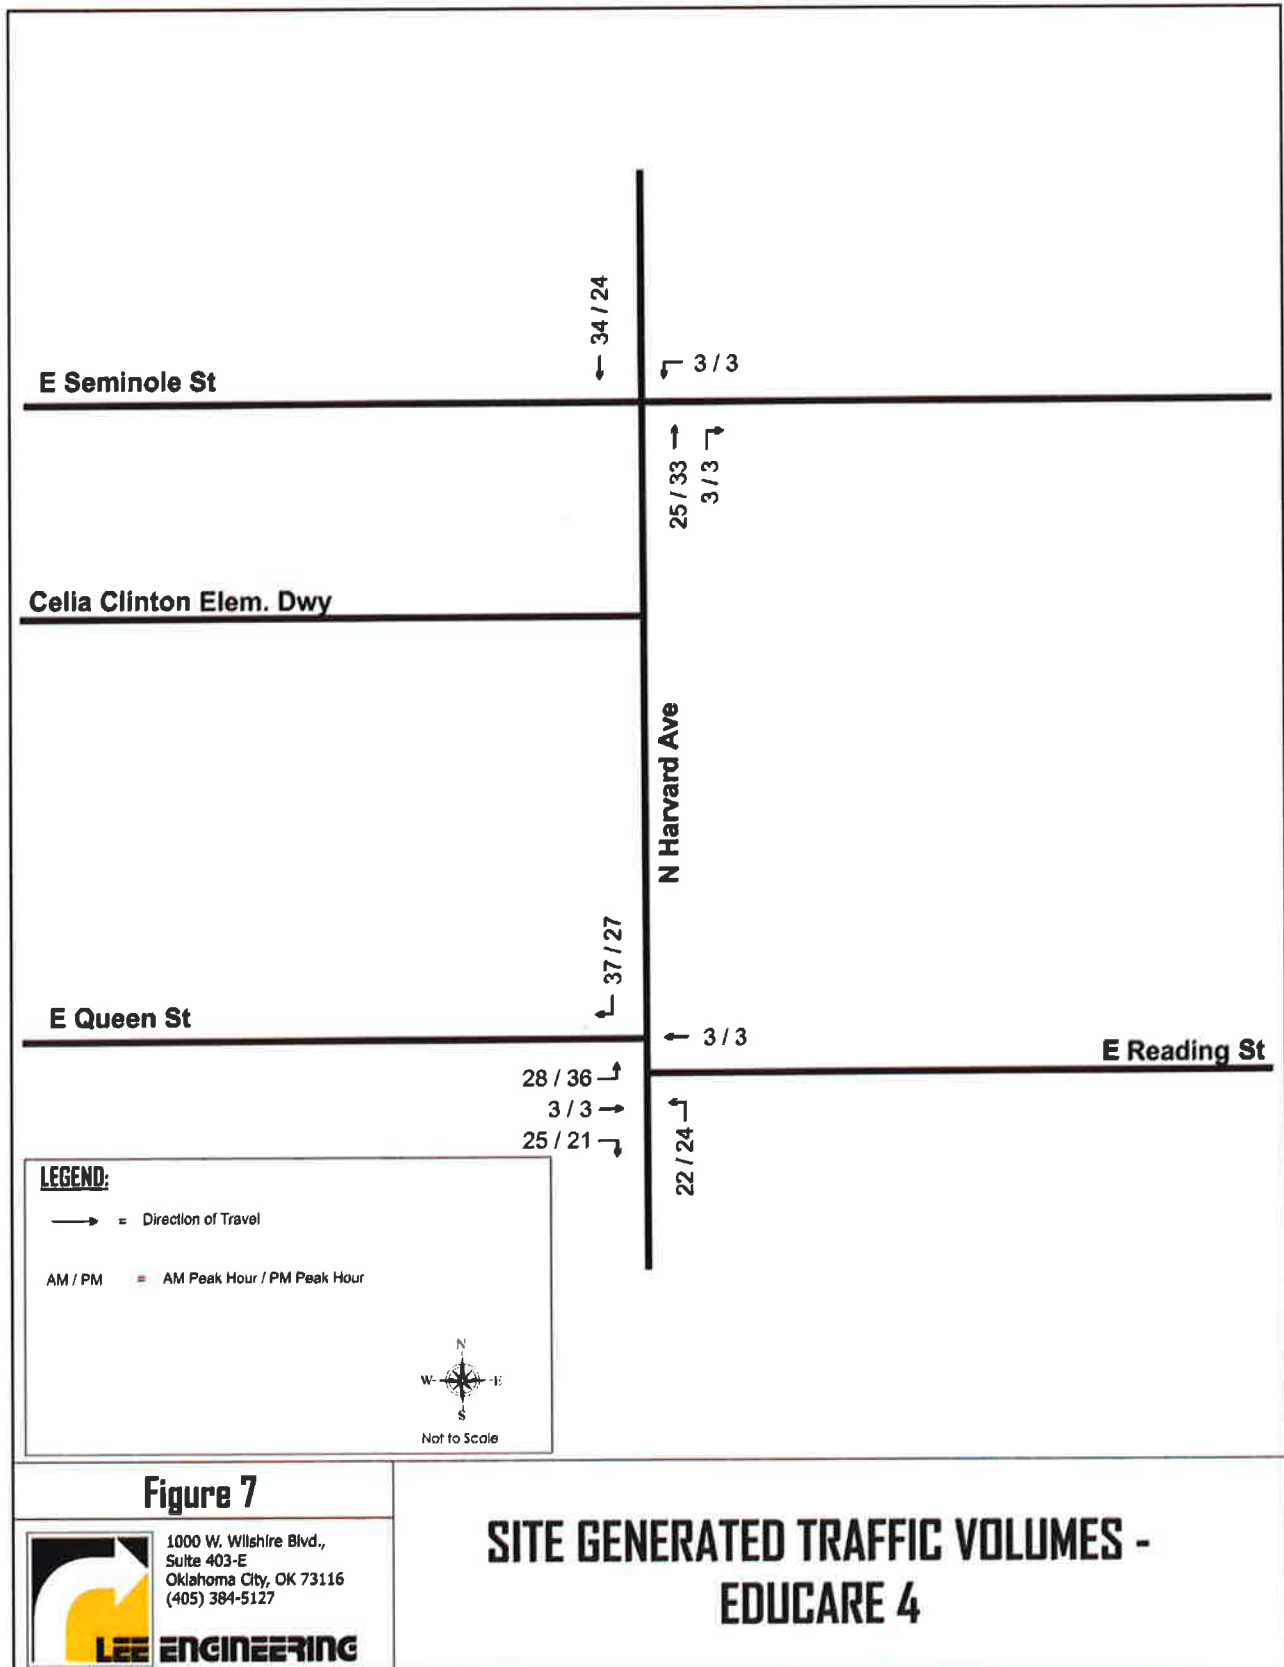 34 / 24
3 / 3
E Seminole St
25 / 33
3 / 3
Celia Clinton Elem. Dwy
N Harvard Ave
37 / 27
E Queen St
3 / 3
E Reading St
28 / 36
3 / 3
25 / 21
22 / 24
LEGEND:
= Direction of Travel
AM / PM = AM Peak Hour / PM Peak Hour
N
W E
S
Not to Scale
Figure 7
1000 W. Wilshire Blvd.,
Suite 403-E
Oklahoma City, OK 73116
(405) 384-5127
LEE ENGINEERING
SITE GENERATED TRAFFIC VOLUMES -
EDUCARE 4